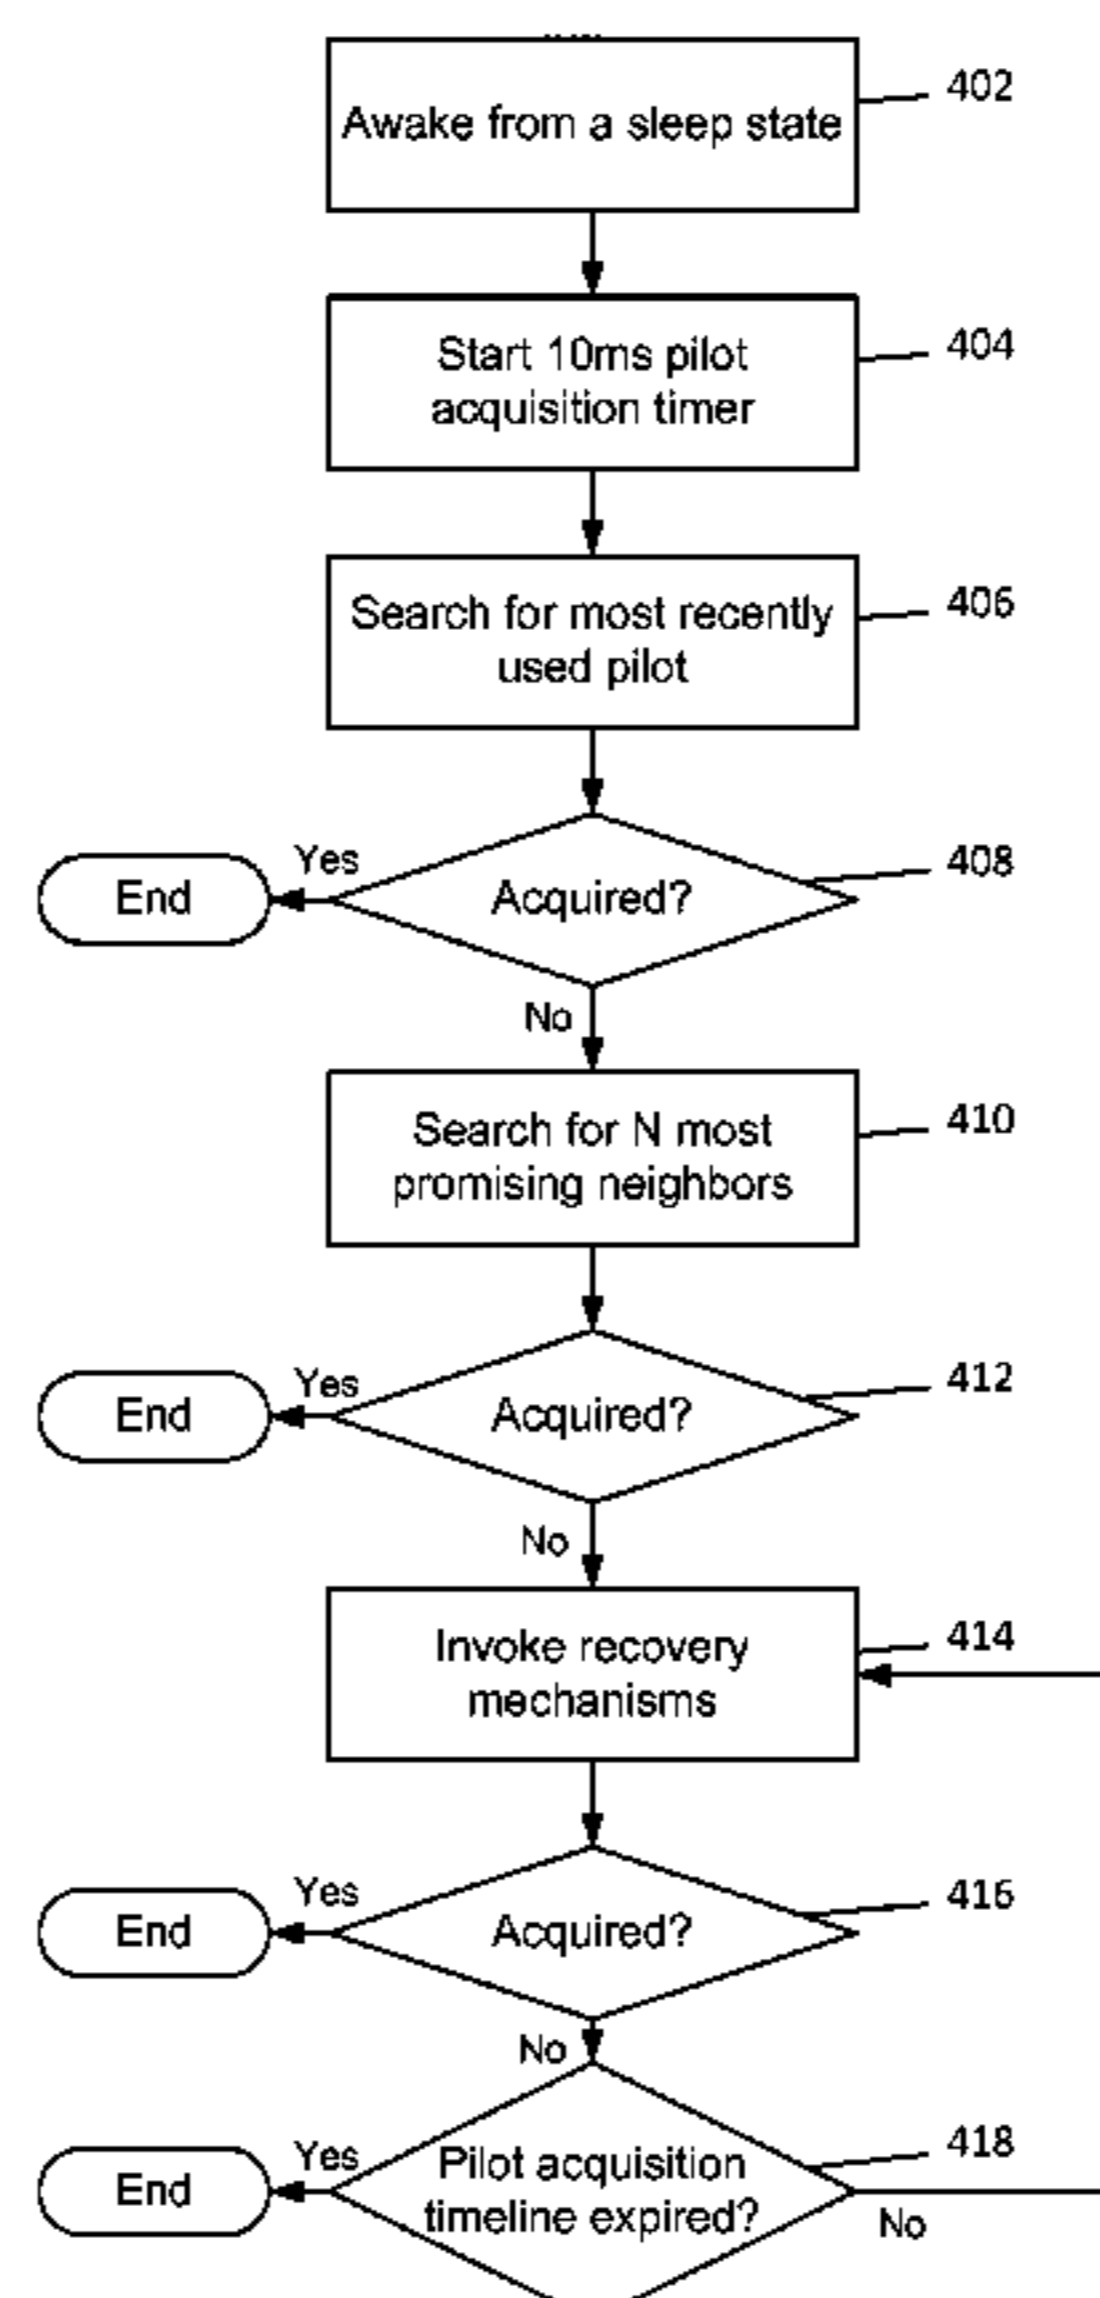 Awake from a sleep state
402
Start 10ms pilot
acquisition timer
404
Search for most recently
used pilot
406
Yes
End
Acquired?
408
No
Search for N most
promising neighbors
410
Yes
End
Acquired?
412
No
Invoke recovery
mechanisms
414
Yes
End
Acquired?
416
No
Yes
End
Pilot acquisition
timeline expired?
418
No